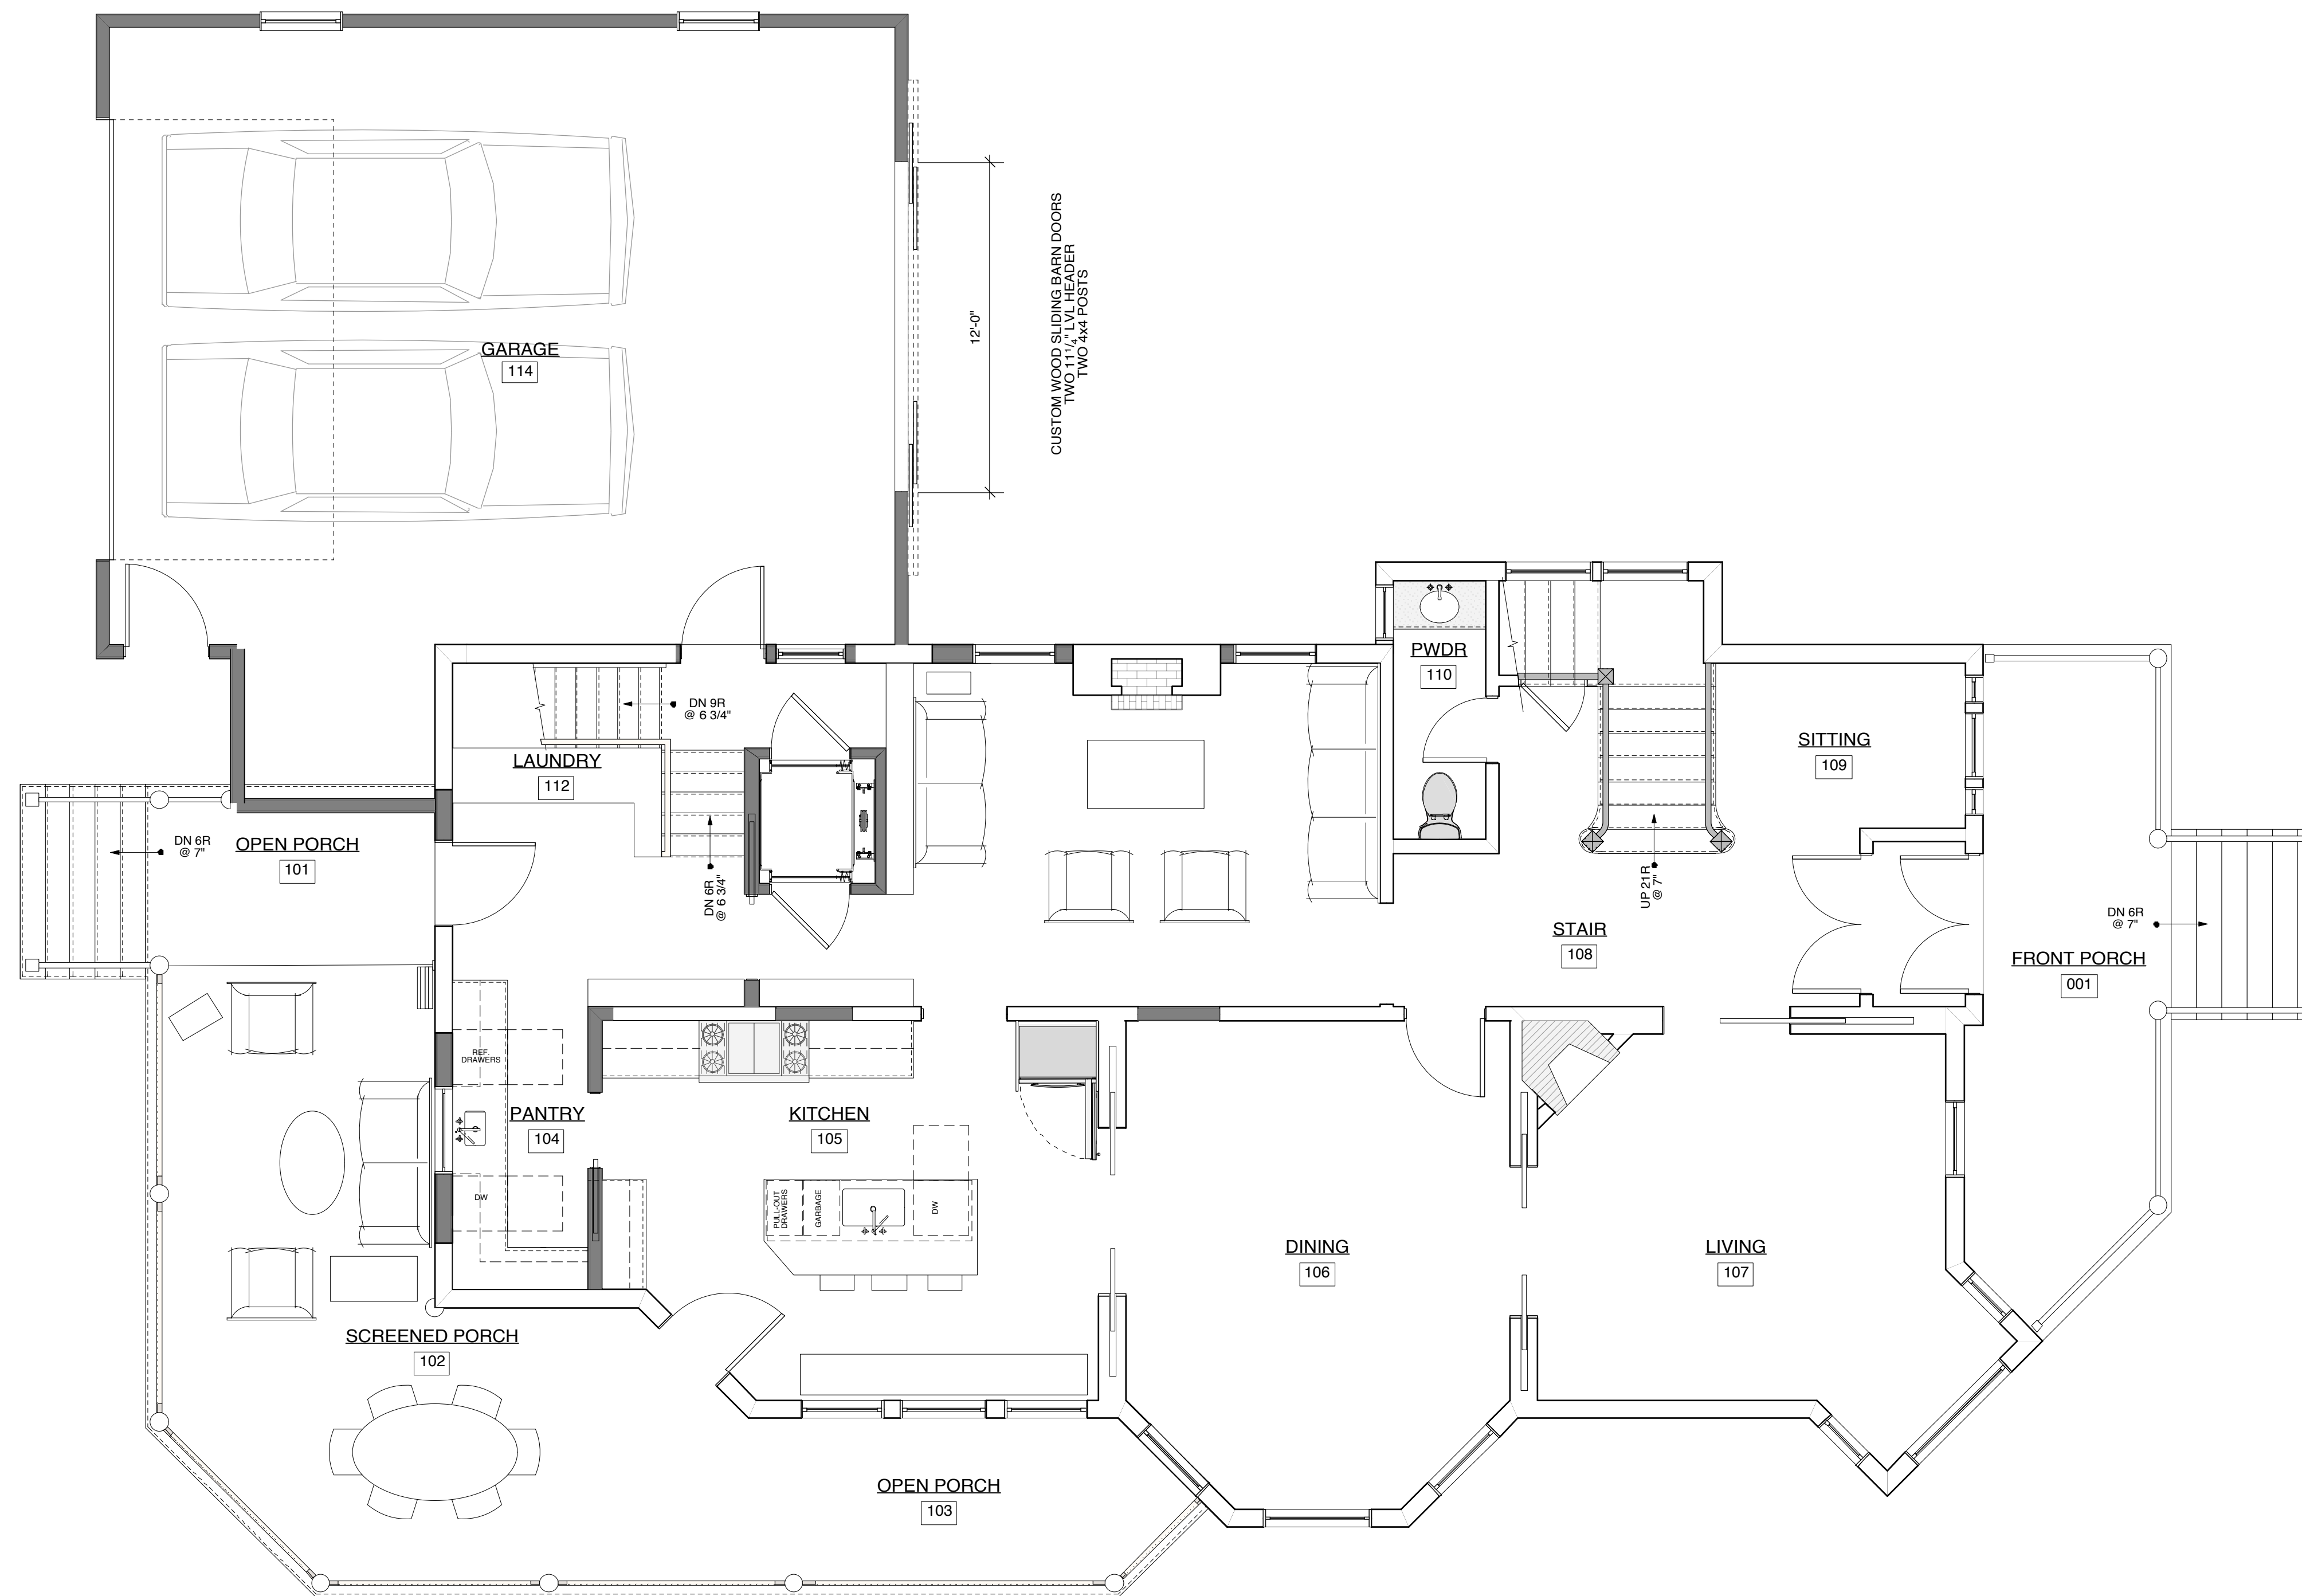 CUSTOM WOOD SLIDING BARN DOORS
TWO 11 1/4" LVL HEADER
TWO 4x4 POSTS
12'-0"
GARAGE
114
PWDR
110
DN 9R
@ 6 3/4"
SITTING
109
LAUNDRY
112
DN 6R
@ 7"
OPEN PORCH
101
DN 6R
@ 6 3/4"
UP 21R
@ 7"
STAIR
108
DN 6R
@ 7"
FRONT PORCH
001
REF.
DRAWERS
PANTRY
104
KITCHEN
105
DW
PULL-OUT
DRAWERS
GARBAGE
DW
DINING
106
LIVING
107
SCREENED PORCH
102
OPEN PORCH
103